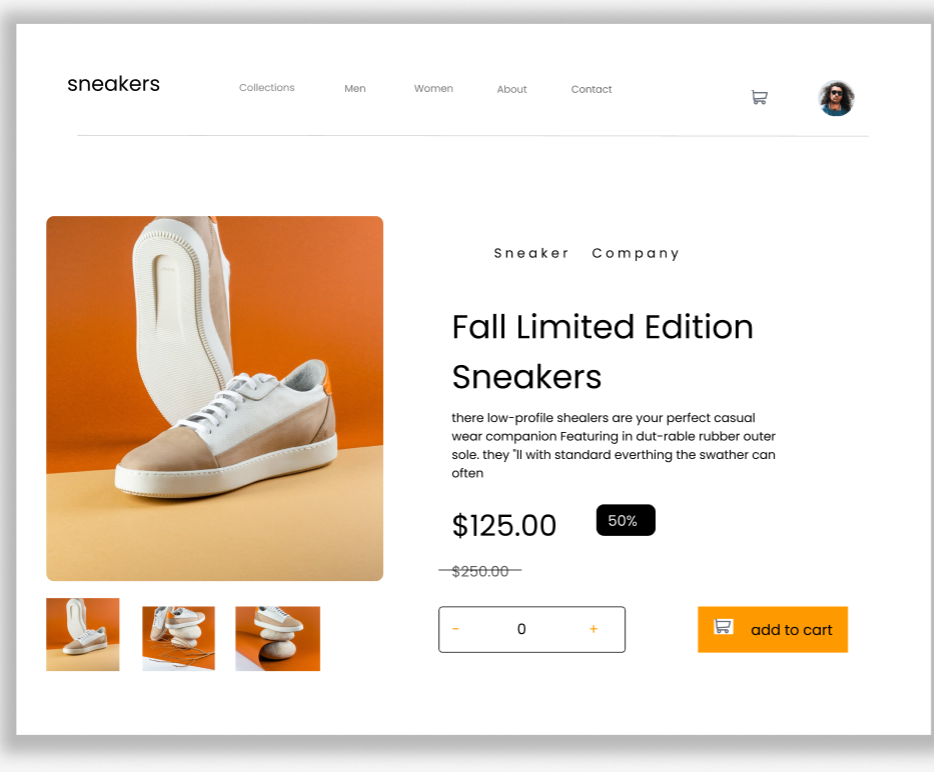 sneakers
Collections Men Women About Contact
Sneaker Company
Fall Limited Edition
Sneakers
there low-profile shealers are your perfect casual
wear companion Featuring in dut-rable rubber outer
sole. they "ll with standard everthing the swather can
often
$125.00 50%
$250.00
- 0 + add to cart